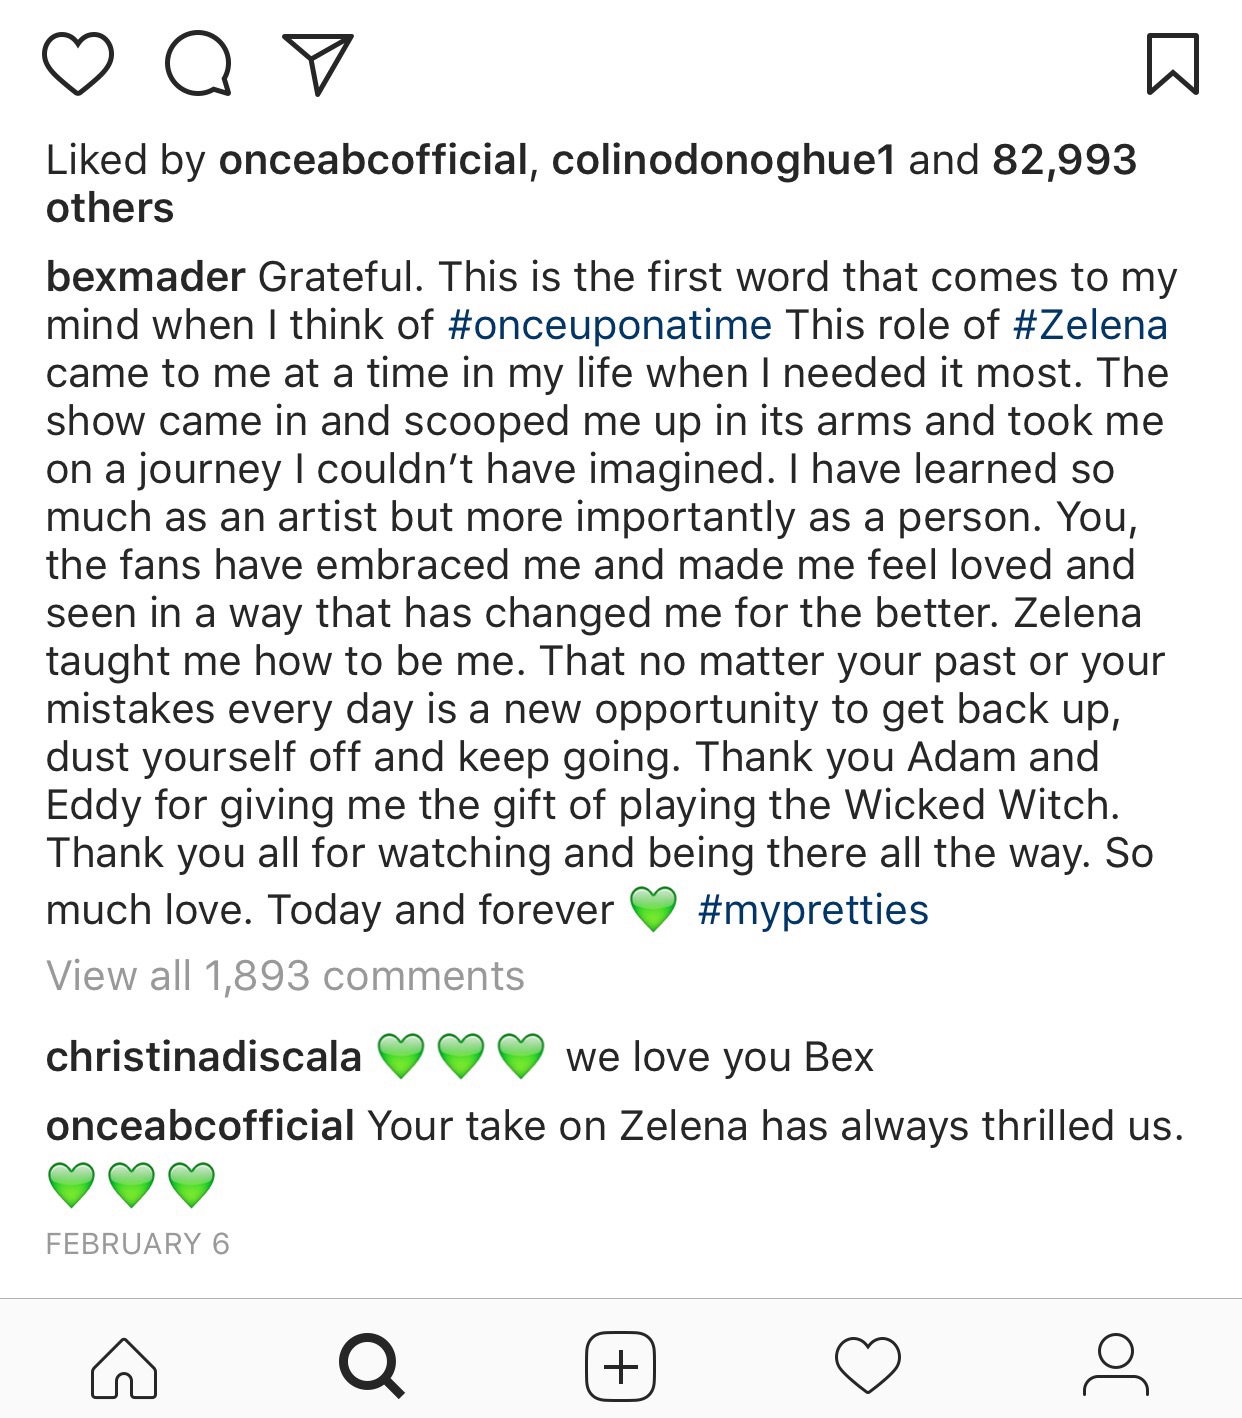 Liked by onceabcofficial, colinodonoghue1 and 82,993
others
bexmader Grateful. This is the first word that comes to my
mind when I think of #onceuponatime This role of #Zelena
came to me at a time in my life when I needed it most. The
show came in and scooped me up in its arms and took me
on a journey I couldn’t have imagined. I have learned so
much as an artist but more importantly as a person. You,
the fans have embraced me and made me feel loved and
seen in a way that has changed me for the better. Zelena
taught me how to be me. That no matter your past or your
mistakes every day is a new opportunity to get back up,
dust yourself off and keep going. Thank you Adam and
Eddy for giving me the gift of playing the Wicked Witch.
Thank you all for watching and being there all the way. So
much love. Today and forever 💚 #mypretties
View all 1,893 comments
christinadiscala 💚💚💚 we love you Bex
onceabcofficial Your take on Zelena has always thrilled us.
💚💚💚
FEBRUARY 6